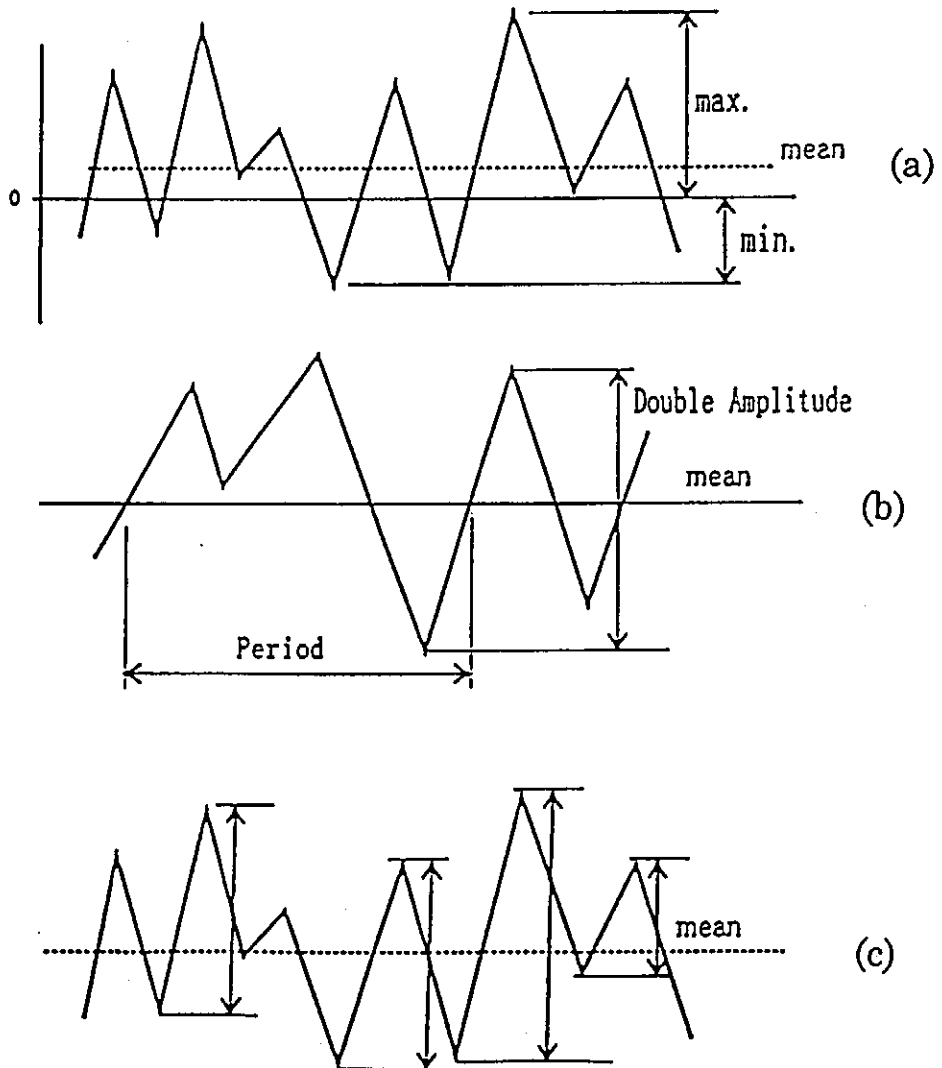 max.
mean
(a)
0
min.
Double Amplitude
mean
(b)
Period
mean
(c)